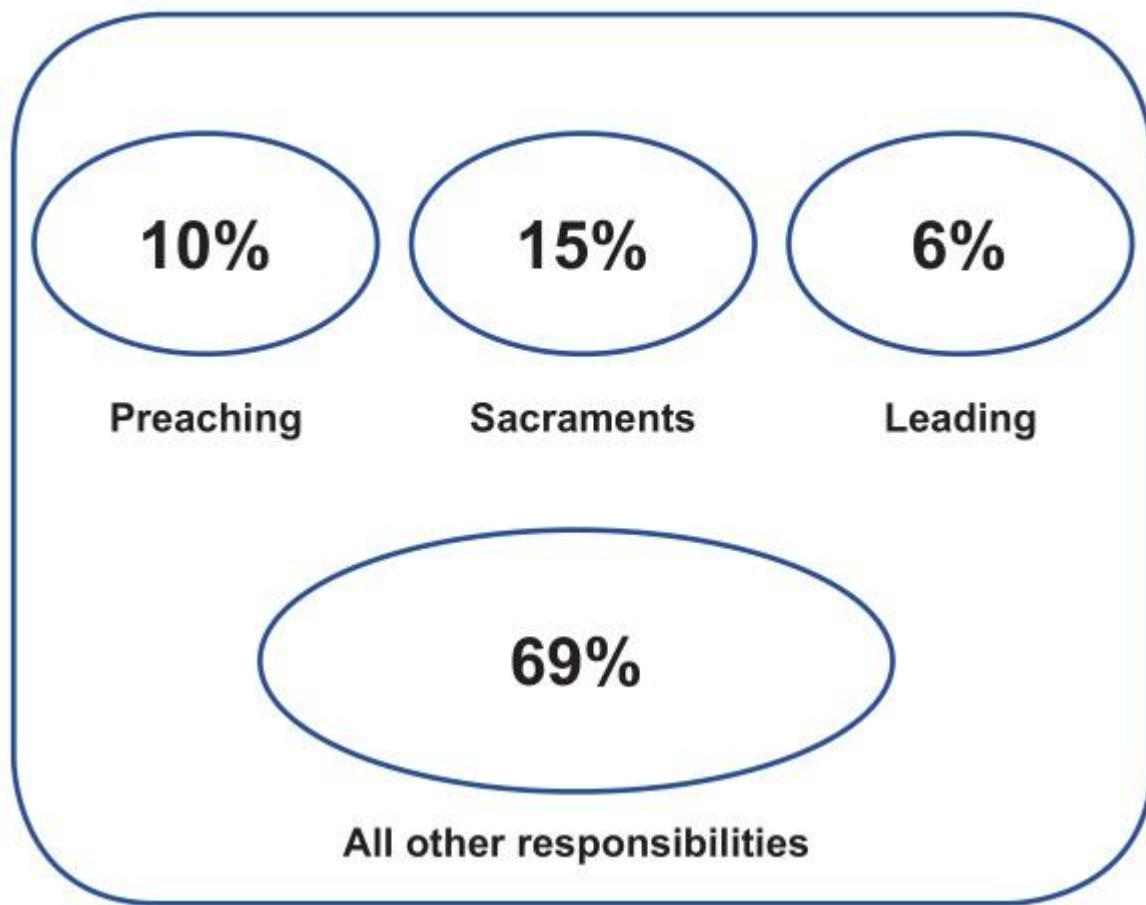 10% 15% 6%
Preaching Sacraments Leading
69%
All other responsibilities